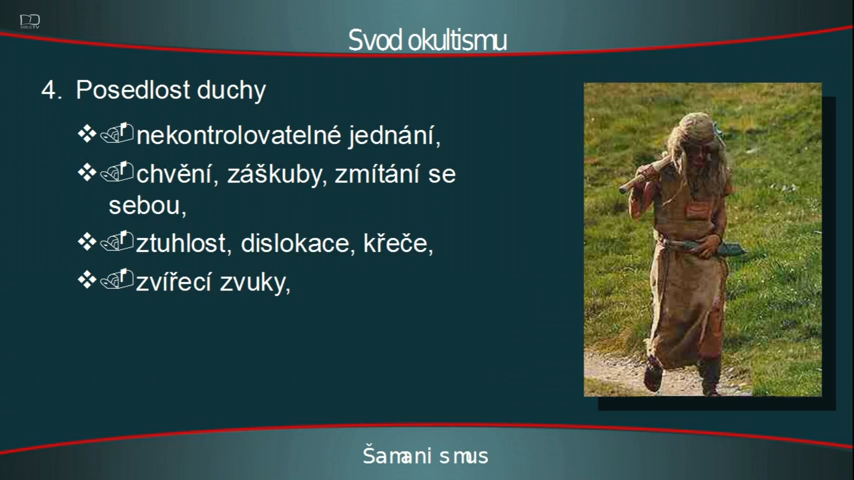 Svod okultismu
4. Posedlost duchy
nekontrolovatelné jednání,
chvění, záškuby, zmítání se
sebou,
ztuhlost, dislokace, křeče,
zvířecí zvuky,
Šamanismus